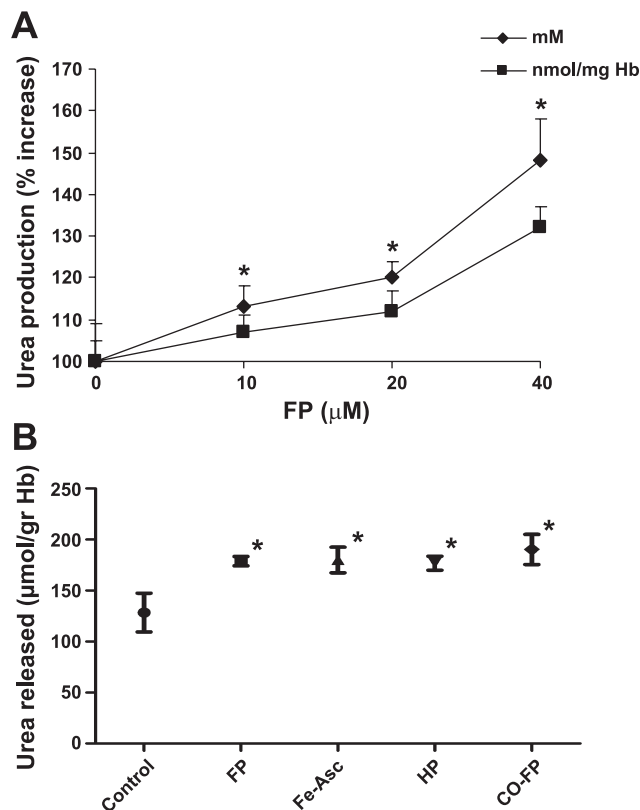 A
mM
nmol/mg Hb
Urea production (% increase)
170
160
150
140
130
120
110
100
*
*
*
0
10
20
40
FP (μM)
B
Urea released (μmol/gr Hb)
250
200
150
100
50
0
*
*
*
*
Control
FP
Fe-Asc
HP
CO-FP